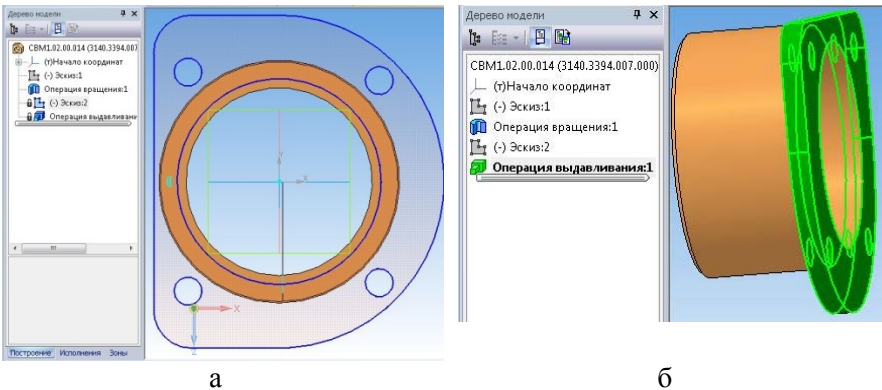 Дерево модели
СВМ1.02.00.014 (3140.3394.007
(т)Начало координат
(-) Эскиз:1
Операция вращения:1
(-) Эскиз:2
Операция выдавливани
Построение Исполнения Зоны
Y
X
X
Z
а
Дерево модели
СВМ1.02.00.014 (3140.3394.007.000)
(т)Начало координат
(-) Эскиз:1
Операция вращения:1
(-) Эскиз:2
Операция выдавливания:1
б